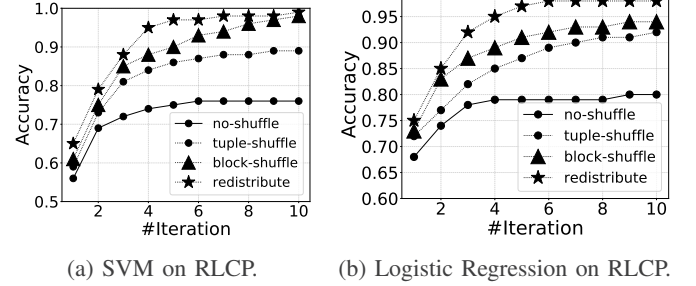 1.0
0.9
0.8
0.7
0.6
0.5
Accuracy
2 4 6 8 10
#Iteration
no-shuffle
tuple-shuffle
block-shuffle
redistribute
(a) SVM on RLCP.
0.95
0.90
0.85
0.80
0.75
0.70
0.65
0.60
Accuracy
2 4 6 8 10
#Iteration
no-shuffle
tuple-shuffle
block-shuffle
redistribute
(b) Logistic Regression on RLCP.